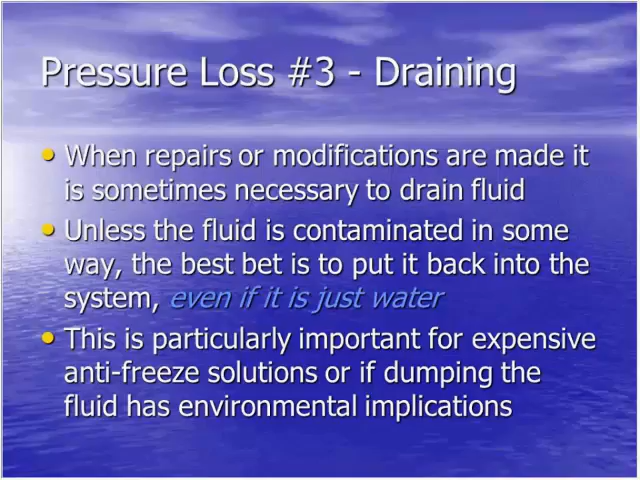 Pressure Loss #3 - Draining
• When repairs or modifications are made it
is sometimes necessary to drain fluid
• Unless the fluid is contaminated in some
way, the best bet is to put it back into the
system, even if it is just water
• This is particularly important for expensive
anti-freeze solutions or if dumping the
fluid has environmental implications